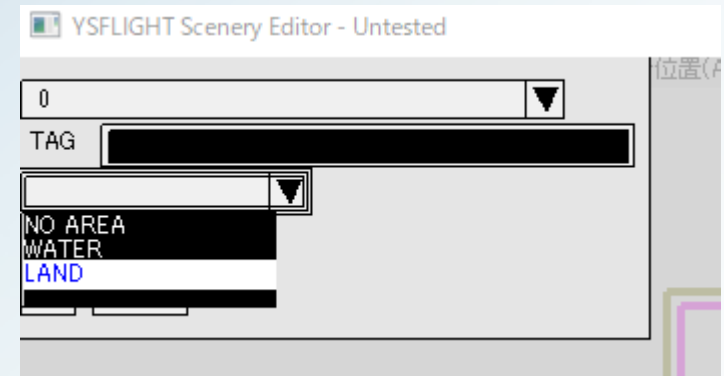 YSFLIGHT Scenery Editor - Untested
位置(A
0
TAG
NO AREA
WATER
LAND